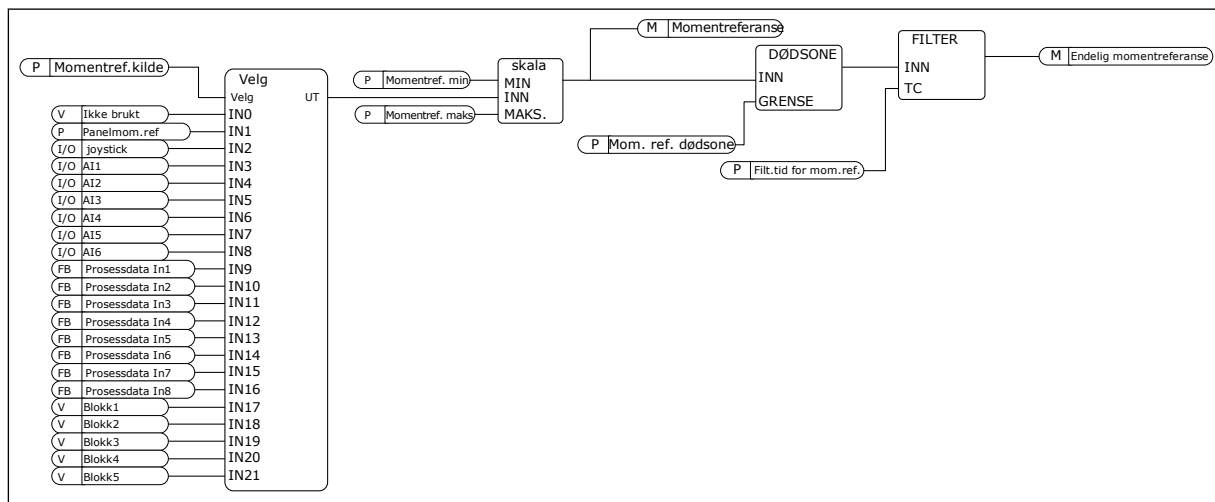 P Momentref.kilde
Velg
Velg UT
V Ikke brukt IN0
P Panelmom.ref IN1
I/O joystick IN2
I/O AI1 IN3
I/O AI2 IN4
I/O AI3 IN5
I/O AI4 IN6
I/O AI5 IN7
I/O AI6 IN8
FB Prosessdata In1 IN9
FB Prosessdata In2 IN10
FB Prosessdata In3 IN11
FB Prosessdata In4 IN12
FB Prosessdata In5 IN13
FB Prosessdata In6 IN14
FB Prosessdata In7 IN15
FB Prosessdata In8 IN16
V Blokk1 IN17
V Blokk2 IN18
V Blokk3 IN19
V Blokk4 IN20
V Blokk5 IN21
P Momentref. min
P Momentref. maks
skala
MIN
INN
MAKS.
M Momentreferanse
DØDSONE
INN
GRENSE
P Mom. ref. dødsone
FILTER
INN
TC
P Filt.tid for mom.ref.
M Endelig momentreferanse